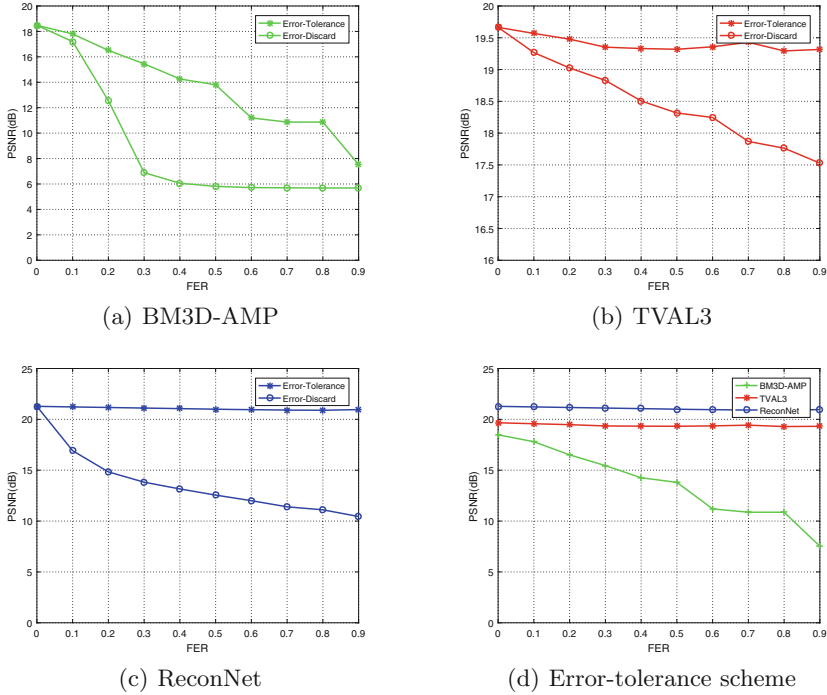 20
18
16
14
12
10
8
6
4
2
0
PSNR(dB)
Error-Tolerance
Error-Discard
0 0.1 0.2 0.3 0.4 0.5 0.6 0.7 0.8 0.9
FER
(a) BM3D-AMP
20
19.5
19
18.5
18
17.5
17
16.5
16
PSNR(dB)
Error-Tolerance
Error-Discard
0 0.1 0.2 0.3 0.4 0.5 0.6 0.7 0.8 0.9
FER
(b) TVAL3
25
20
15
10
5
0
PSNR(dB)
Error-Tolerance
Error-Discard
0 0.1 0.2 0.3 0.4 0.5 0.6 0.7 0.8 0.9
FER
(c) ReconNet
25
20
15
10
5
0
PSNR(dB)
BM3D-AMP
TVAL3
ReconNet
0 0.1 0.2 0.3 0.4 0.5 0.6 0.7 0.8 0.9
FER
(d) Error-tolerance scheme